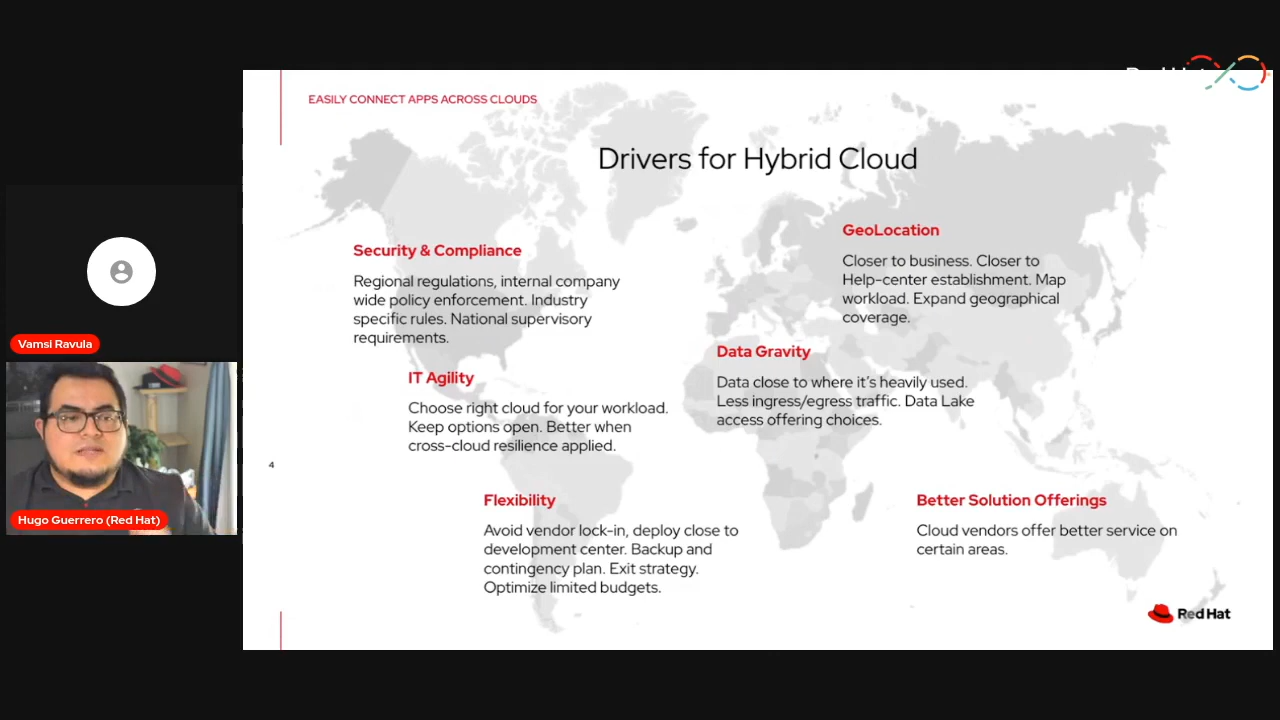 EASILY CONNECT APPS ACROSS CLOUDS
Drivers for Hybrid Cloud
Security & Compliance
Regional regulations, internal company
wide policy enforcement. Industry
specific rules. National supervisory
requirements.
GeoLocation
Closer to business. Closer to
Help-center establishment. Map
workload. Expand geographical
coverage.
IT Agility
Choose right cloud for your workload.
Keep options open. Better when
cross-cloud resilience applied.
Data Gravity
Data close to where it's heavily used.
Less ingress/egress traffic. Data Lake
access offering choices.
Flexibility
Avoid vendor lock-in, deploy close to
development center. Backup and
contingency plan. Exit strategy.
Optimize limited budgets.
Better Solution Offerings
Cloud vendors offer better service on
certain areas.
4
Red Hat
Vamsi Ravula
Hugo Guerrero (Red Hat)